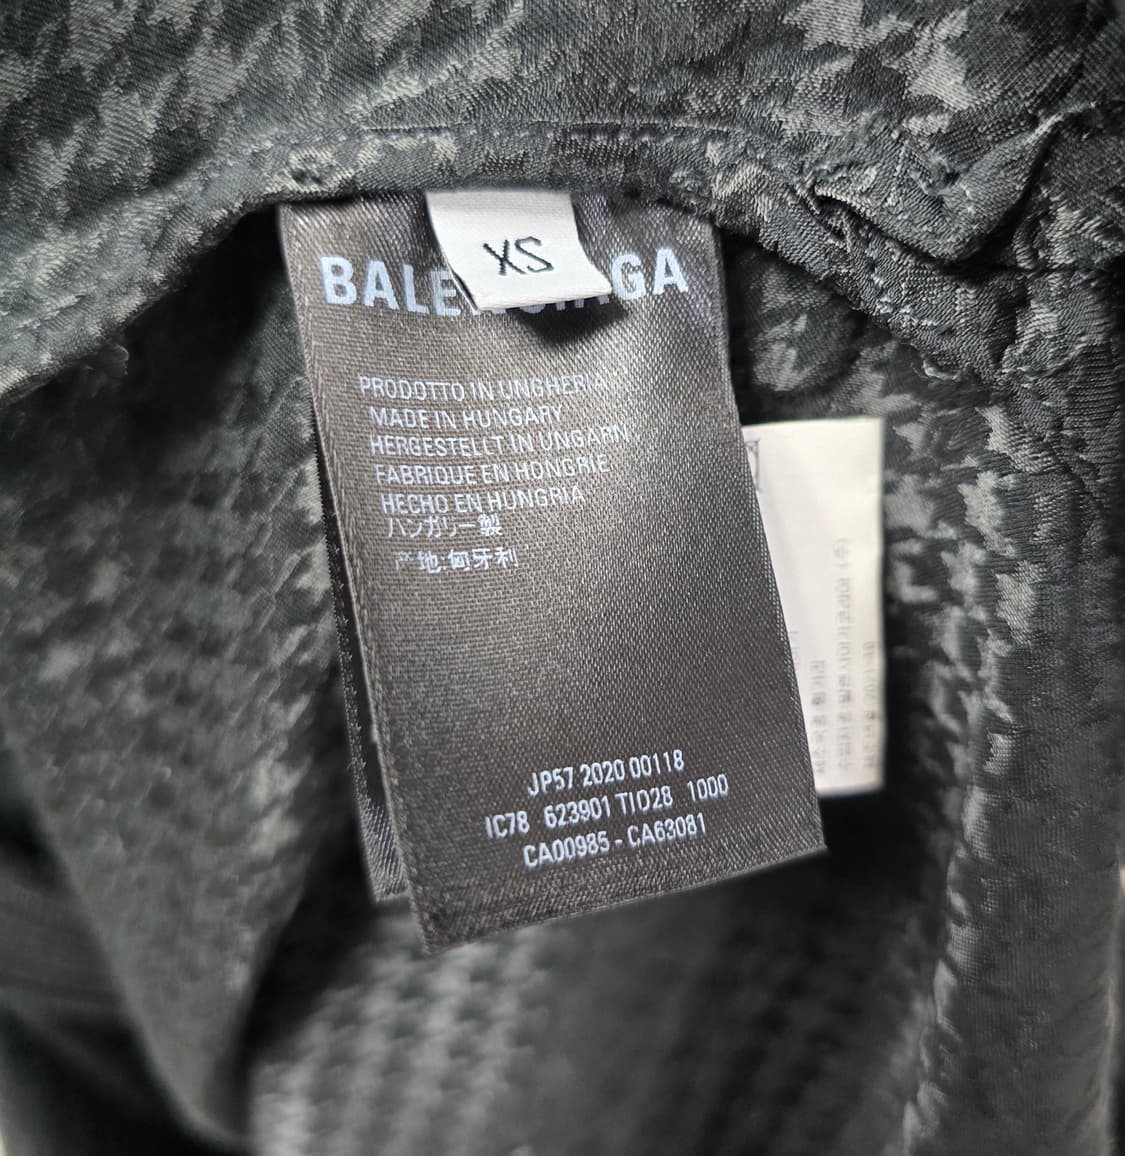 XS
BALENCIAGA
PRODOTTO IN UNGHERIA
MADE IN HUNGARY
HERGESTELLT IN UNGARN
FABRIQUE EN HONGRIE
HECHO EN HUNGRIA
ハンガリー製
产地:匈牙利
JP57 2020 00118
IC78 623901 TIO28 1000
CA00985 - CA63081